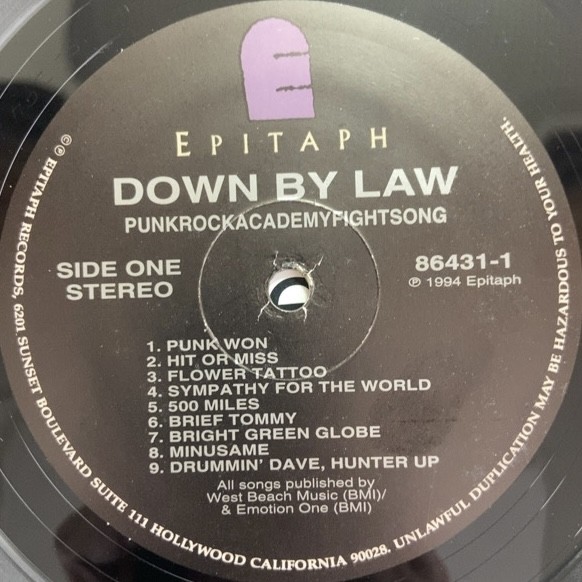 E
EPITAPH
DOWN BY LAW
PUNKROCKACADEMYFIGHTSONG
SIDE ONE
STEREO
86431-1
℗ 1994 Epitaph
1. PUNK WON
2. HIT OR MISS
3. FLOWER TATTOO
4. SYMPATHY FOR THE WORLD
5. 500 MILES
6. BRIEF TOMMY
7. BRIGHT GREEN GLOBE
8. MINUSAME
9. DRUMMIN' DAVE, HUNTER UP
All songs published by
West Beach Music (BMI)/
& Emotion One (BMI)
© EPITAPH RECORDS, 6201 SUNSET BOULEVARD SUITE 111 HOLLYWOOD CALIFORNIA 90028. UNLAWFUL DUPLICATION MAY BE HAZARDOUS TO YOUR HEALTH.